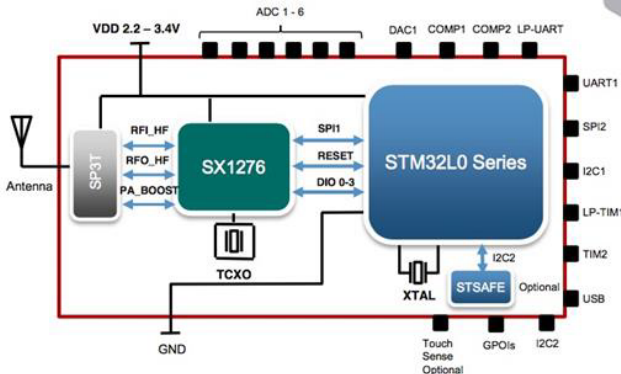 ADC 1 - 6
VDD 2.2 – 3.4V
DAC1
COMP1
COMP2
LP-UART
UART1
SPI2
I2C1
LP-TIM1
TIM2
USB
Antenna
SP3T
RFI_HF
RFO_HF
PA_BOOST
SX1276
SPI1
RESET
DIO 0-3
STM32L0 Series
TCXO
XTAL
I2C2
STSAFE
Optional
GND
Touch
Sense
Optional
GPOIs
I2C2